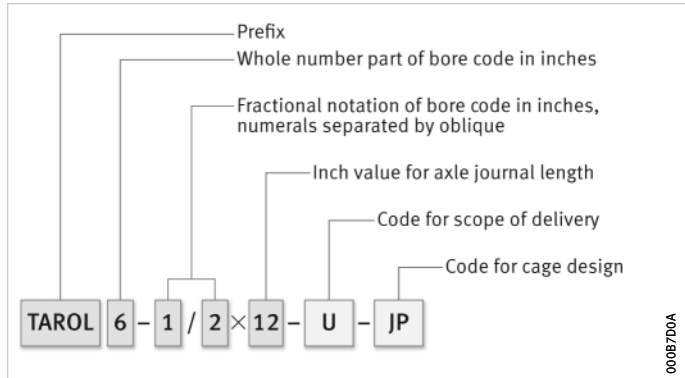 Prefix
Whole number part of bore code in inches
Fractional notation of bore code in inches,
numerals separated by oblique
Inch value for axle journal length
Code for scope of delivery
Code for cage design
TAROL 6 – 1 / 2 × 12 – U – JP
000B7D0A